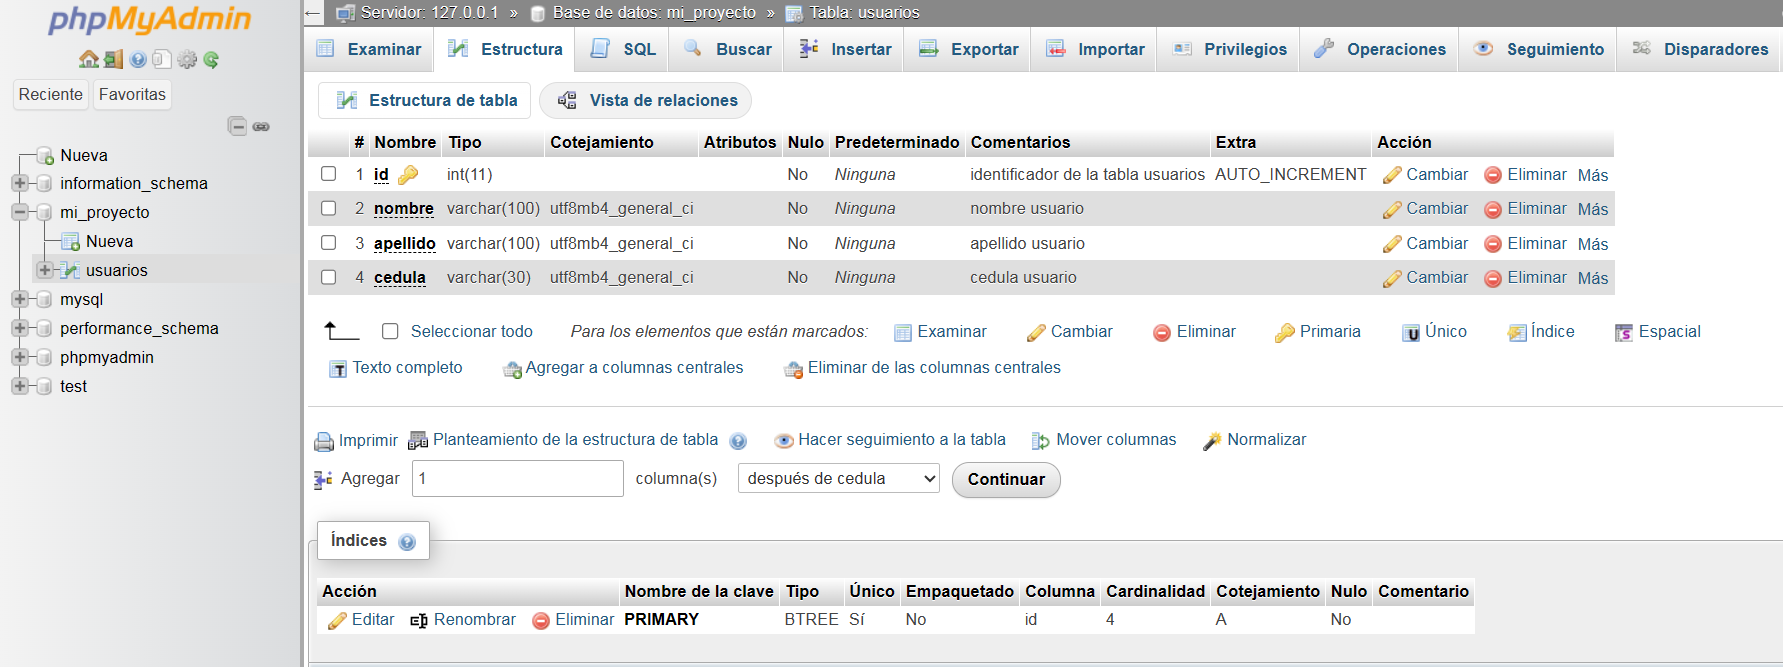 phpMyAdmin
Reciente Favoritas
Nueva
information_schema
mi_proyecto
Nueva
usuarios
mysql
performance_schema
phpmyadmin
test
← Servidor: 127.0.0.1 » Base de datos: mi_proyecto » Tabla: usuarios
Examinar Estructura SQL Buscar Insertar Exportar Importar Privilegios Operaciones Seguimiento Disparadores
Estructura de tabla Vista de relaciones
# Nombre Tipo Cotejamiento Atributos Nulo Predeterminado Comentarios Extra Acción
1 id int(11) No Ninguna identificador de la tabla usuarios AUTO_INCREMENT Cambiar Eliminar Más
2 nombre varchar(100) utf8mb4_general_ci No Ninguna nombre usuario Cambiar Eliminar Más
3 apellido varchar(100) utf8mb4_general_ci No Ninguna apellido usuario Cambiar Eliminar Más
4 cedula varchar(30) utf8mb4_general_ci No Ninguna cedula usuario Cambiar Eliminar Más
Seleccionar todo Para los elementos que están marcados: Examinar Cambiar Eliminar Primaria Único Índice Espacial
Texto completo Agregar a columnas centrales Eliminar de las columnas centrales
Imprimir Planteamiento de la estructura de tabla Hacer seguimiento a la tabla Mover columnas Normalizar
Agregar 1 columna(s) después de cedula Continuar
Índices
Acción Nombre de la clave Tipo Único Empaquetado Columna Cardinalidad Cotejamiento Nulo Comentario
Editar Renombrar Eliminar PRIMARY BTREE Sí No id 4 A No